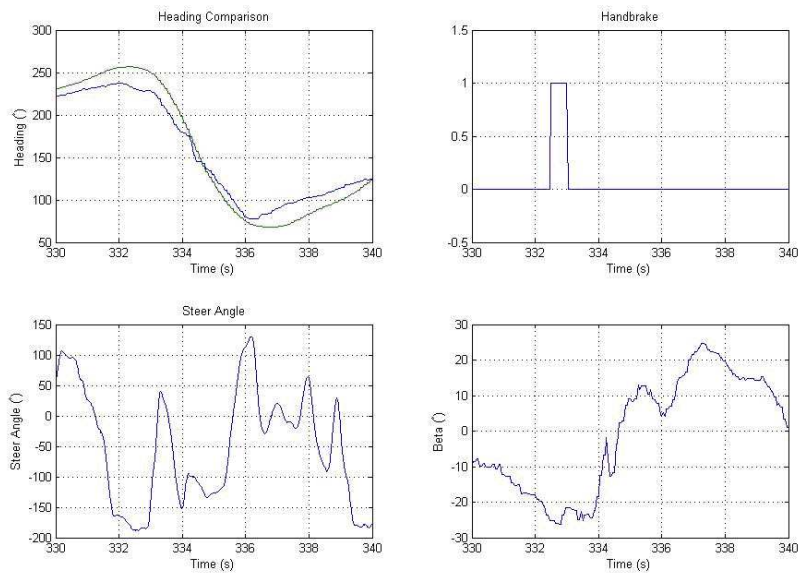 Heading Comparison
300
250
200
150
100
50
Heading (°)
330 332 334 336 338 340
Time (s)
Handbrake
1.5
1
0.5
0
-0.5
330 332 334 336 338 340
Time (s)
Steer Angle
150
100
50
0
-50
-100
-150
-200
Steer Angle (°)
330 332 334 336 338 340
Time (s)
30
20
10
0
-10
-20
-30
Beta (°)
330 332 334 336 338 340
Time (s)